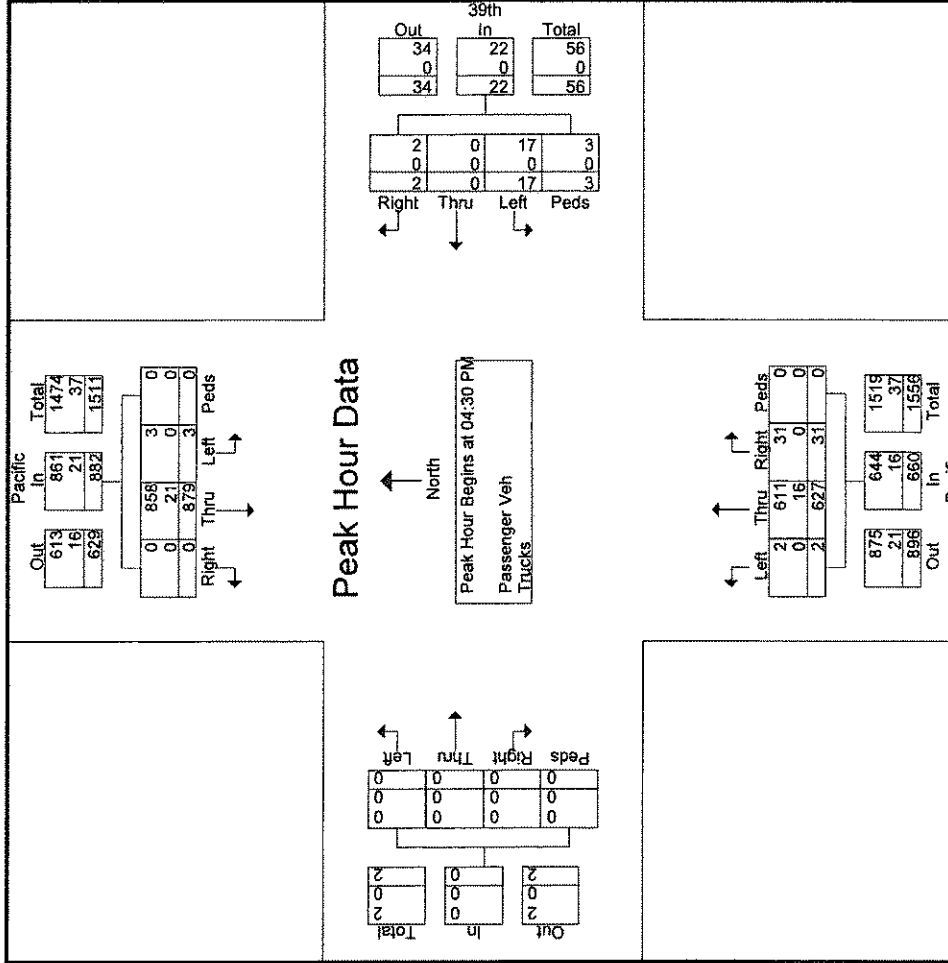 39th
Out In Total
34 22 56
0 0 0
34 22 56
2 0 17 3
0 0 0 0
2 0 17 3
Right Thru Left Peds
Pacific
Out In Total
613 861 1474
16 21 37
629 882 1511
0 858 3 0
0 21 0 0
0 879 3 0
Right Thru Left Peds
Peak Hour Data
North
Peak Hour Begins at 04:30 PM
Passenger Veh
Trucks
Left Thru Right Peds
2 611 31 0
0 16 0 0
2 627 31 0
875 644 1519
21 16 37
896 660 1556
Out In Total
Left 0 0 0
Thru 0 0 0
Right 0 0 0
Peds 0 0 0
Total 2 0 2
In 0 0 0
Out 2 0 2